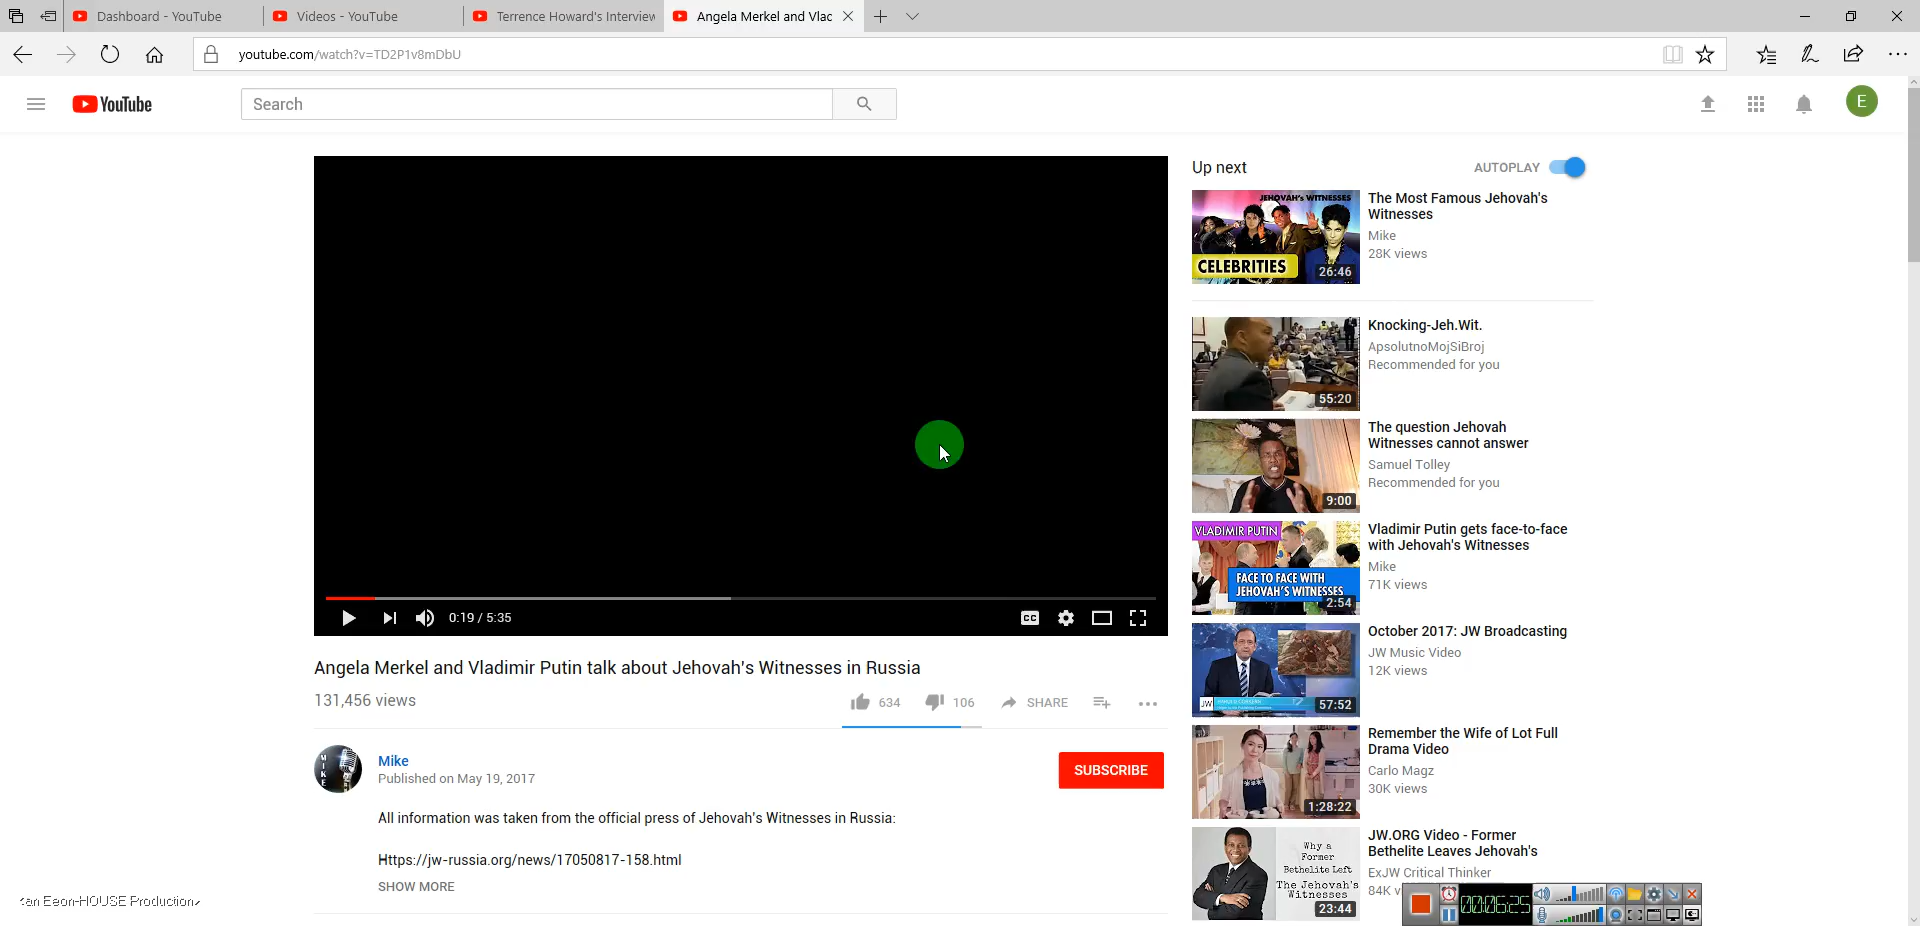 Dashboard - YouTube
Videos - YouTube
Terrence Howard's Interview
Angela Merkel and Vlac
youtube.com/watch?v=TD2P1v8mDbU
YouTube
Search
E
Up next
AUTOPLAY
JEHOVAH's WITNESSES
CELEBRITIES
26:46
The Most Famous Jehovah's
Witnesses
Mike
28K views
55:20
Knocking-Jeh.Wit.
ApsolutnoMojSiBroj
Recommended for you
9:00
The question Jehovah
Witnesses cannot answer
Samuel Tolley
Recommended for you
VLADIMIR PUTIN
FACE TO FACE WITH
JEHOVAH'S WITNESSES
2:54
Vladimir Putin gets face-to-face
with Jehovah's Witnesses
Mike
71K views
JW
57:52
October 2017: JW Broadcasting
JW Music Video
12K views
1:28:22
Remember the Wife of Lot Full
Drama Video
Carlo Magz
30K views
Why a
Former
Bethelite Left
The Jehovah's
Witnesses
23:44
JW.ORG Video - Former
Bethelite Leaves Jehovah's
ExJW Critical Thinker
84K v
0:19 / 5:35
CC
Angela Merkel and Vladimir Putin talk about Jehovah's Witnesses in Russia
131,456 views
634
106
SHARE
MIKE
Mike
Published on May 19, 2017
SUBSCRIBE
All information was taken from the official press of Jehovah's Witnesses in Russia:
Https://jw-russia.org/news/17050817-158.html
SHOW MORE
an Eeon-HOUSE Production
00:06:25